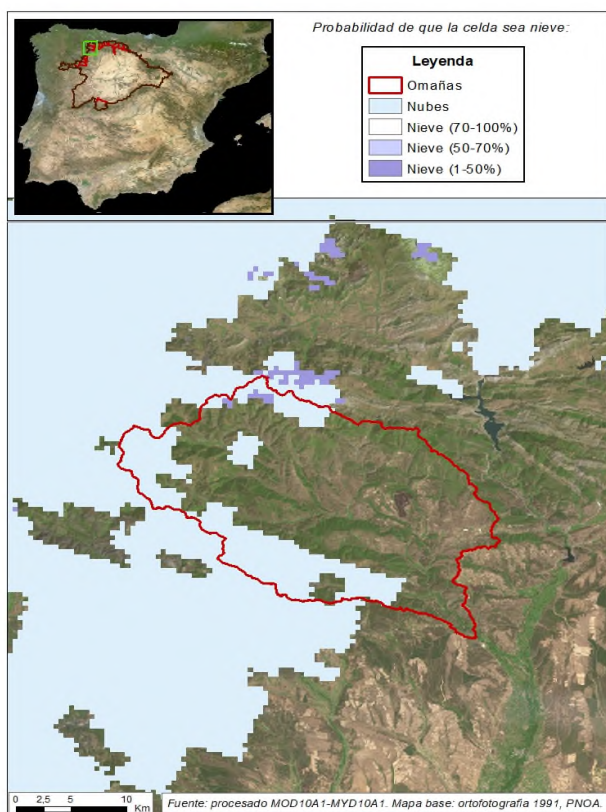 Probabilidad de que la celda sea nieve:
Leyenda
Omañas
Nubes
Nieve (70-100%)
Nieve (50-70%)
Nieve (1-50%)
0 2,5 5 10
Km
Fuente: procesado MOD10A1-MYD10A1. Mapa base: ortofotografía 1991, PNOA